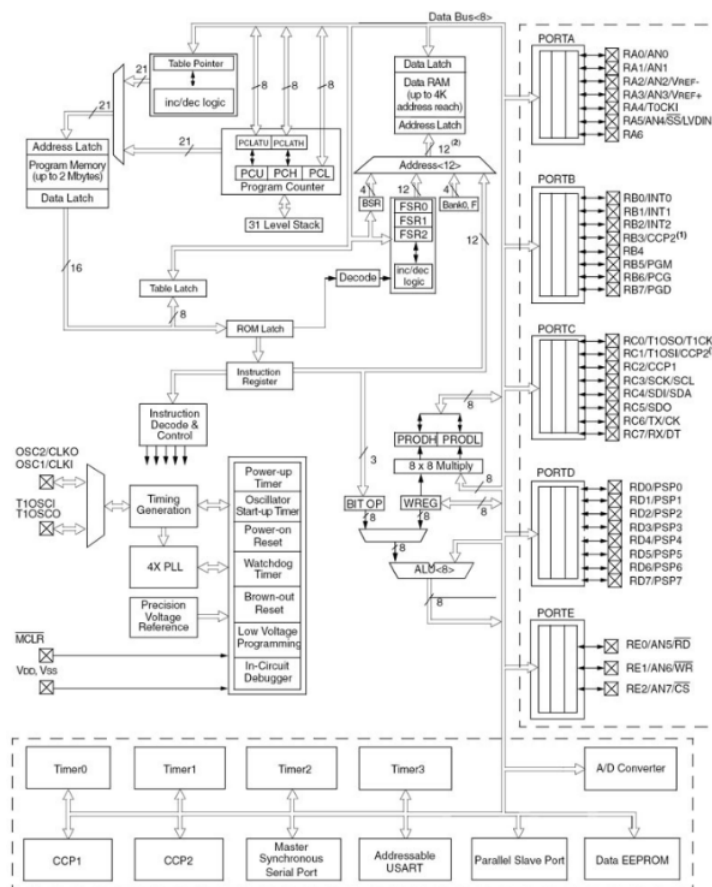 Data Bus<8>
21
Table Pointer
inc/dec logic
21
8
8
8
Data Latch
Data RAM
(up to 4K
address reach)
Address Latch
12(2)
Address<12>
4
12
4
BSR
FSR0
FSR1
FSR2
Bank0, F
inc/dec
logic
12
Address Latch
Program Memory
(up to 2 Mbytes)
Data Latch
21
PCLATU
PCLATH
PCU
PCH
PCL
Program Counter
31 Level Stack
16
Table Latch
8
Decode
ROM Latch
Instruction
Register
Instruction
Decode &
Control
OSC2/CLKO
OSC1/CLKI
T1OSCI
T1OSCO
Timing
Generation
4X PLL
Precision
Voltage
Reference
MCLR
VDD, VSS
Power-up
Timer
Oscillator
Start-up Timer
Power-on
Reset
Watchdog
Timer
Brown-out
Reset
Low Voltage
Programming
In-Circuit
Debugger
8
PRODH
PRODL
3
8 x 8 Multiply
8
BIT OP
WREG
8
8
8
8
ALU<8>
8
PORTA
RA0/AN0
RA1/AN1
RA2/AN2/VREF-
RA3/AN3/VREF+
RA4/T0CKI
RA5/AN4/SS/LVDIN
RA6
PORTB
RB0/INT0
RB1/INT1
RB2/INT2
RB3/CCP2(1)
RB4
RB5/PGM
RB6/PCG
RB7/PGD
PORTC
RC0/T1OSO/T1CK
RC1/T1OSI/CCP2(
RC2/CCP1
RC3/SCK/SCL
RC4/SDI/SDA
RC5/SDO
RC6/TX/CK
RC7/RX/DT
PORTD
RD0/PSP0
RD1/PSP1
RD2/PSP2
RD3/PSP3
RD4/PSP4
RD5/PSP5
RD6/PSP6
RD7/PSP7
PORTE
RE0/AN5/RD
RE1/AN6/WR
RE2/AN7/CS
Timer0
Timer1
Timer2
Timer3
A/D Converter
CCP1
CCP2
Master
Synchronous
Serial Port
Addressable
USART
Parallel Slave Port
Data EEPROM